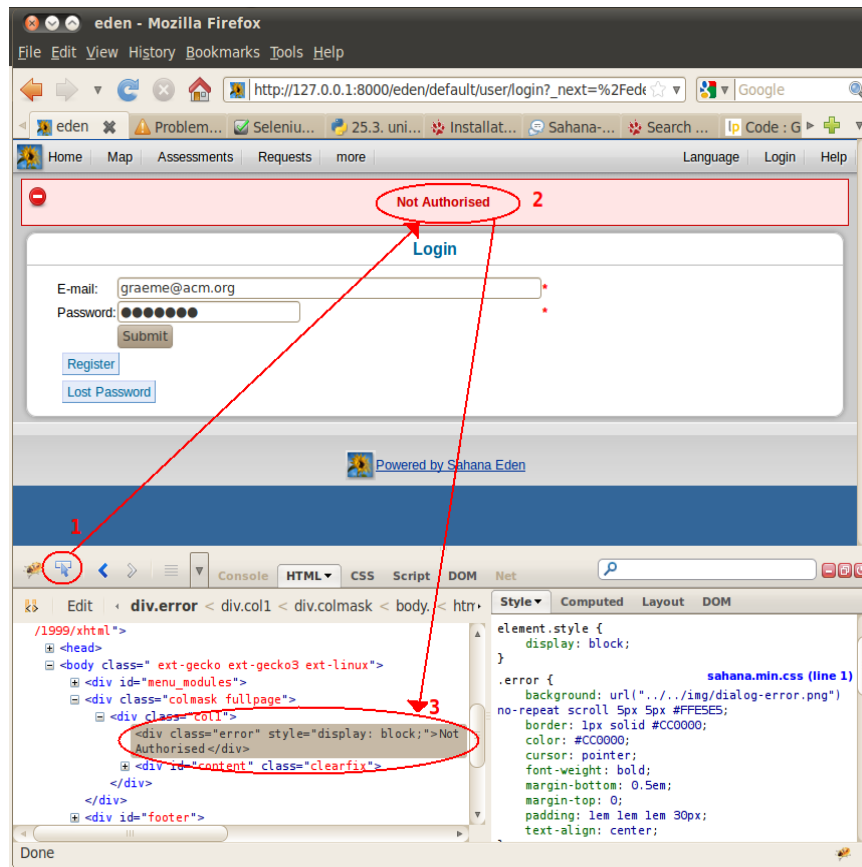 eden - Mozilla Firefox
File Edit View History Bookmarks Tools Help
http://127.0.0.1:8000/eden/default/user/login?_next=%2Fede
Google
eden
Problem...
Seleniu...
25.3. uni...
Installat...
Sahana-...
Search ...
Code : G
Home Map Assessments Requests more Language Login Help
Not Authorised 2
Login
E-mail: graeme@acm.org *
Password: ●●●●●●● *
Submit
Register
Lost Password
Powered by Sahana Eden
1
Console HTML CSS Script DOM Net
Edit div.error < div.col1 < div.colmask < body. < htm
Style Computed Layout DOM
/1999/xhtml">
<head>
<body class=" ext-gecko ext-gecko3 ext-linux">
<div id="menu_modules">
<div class="colmask fullpage">
<div class="col1">
3
<div class="error" style="display: block;">Not
Authorised</div>
<div id="content" class="clearfix">
</div>
</div>
<div id="footer">
element.style {
display: block;
}
.error { sahana.min.css (line 1)
background: url("../../img/dialog-error.png")
no-repeat scroll 5px 5px #FFE5E5;
border: 1px solid #CC0000;
color: #CC0000;
cursor: pointer;
font-weight: bold;
margin-bottom: 0.5em;
margin-top: 0;
padding: 1em 1em 1em 30px;
text-align: center;
Done